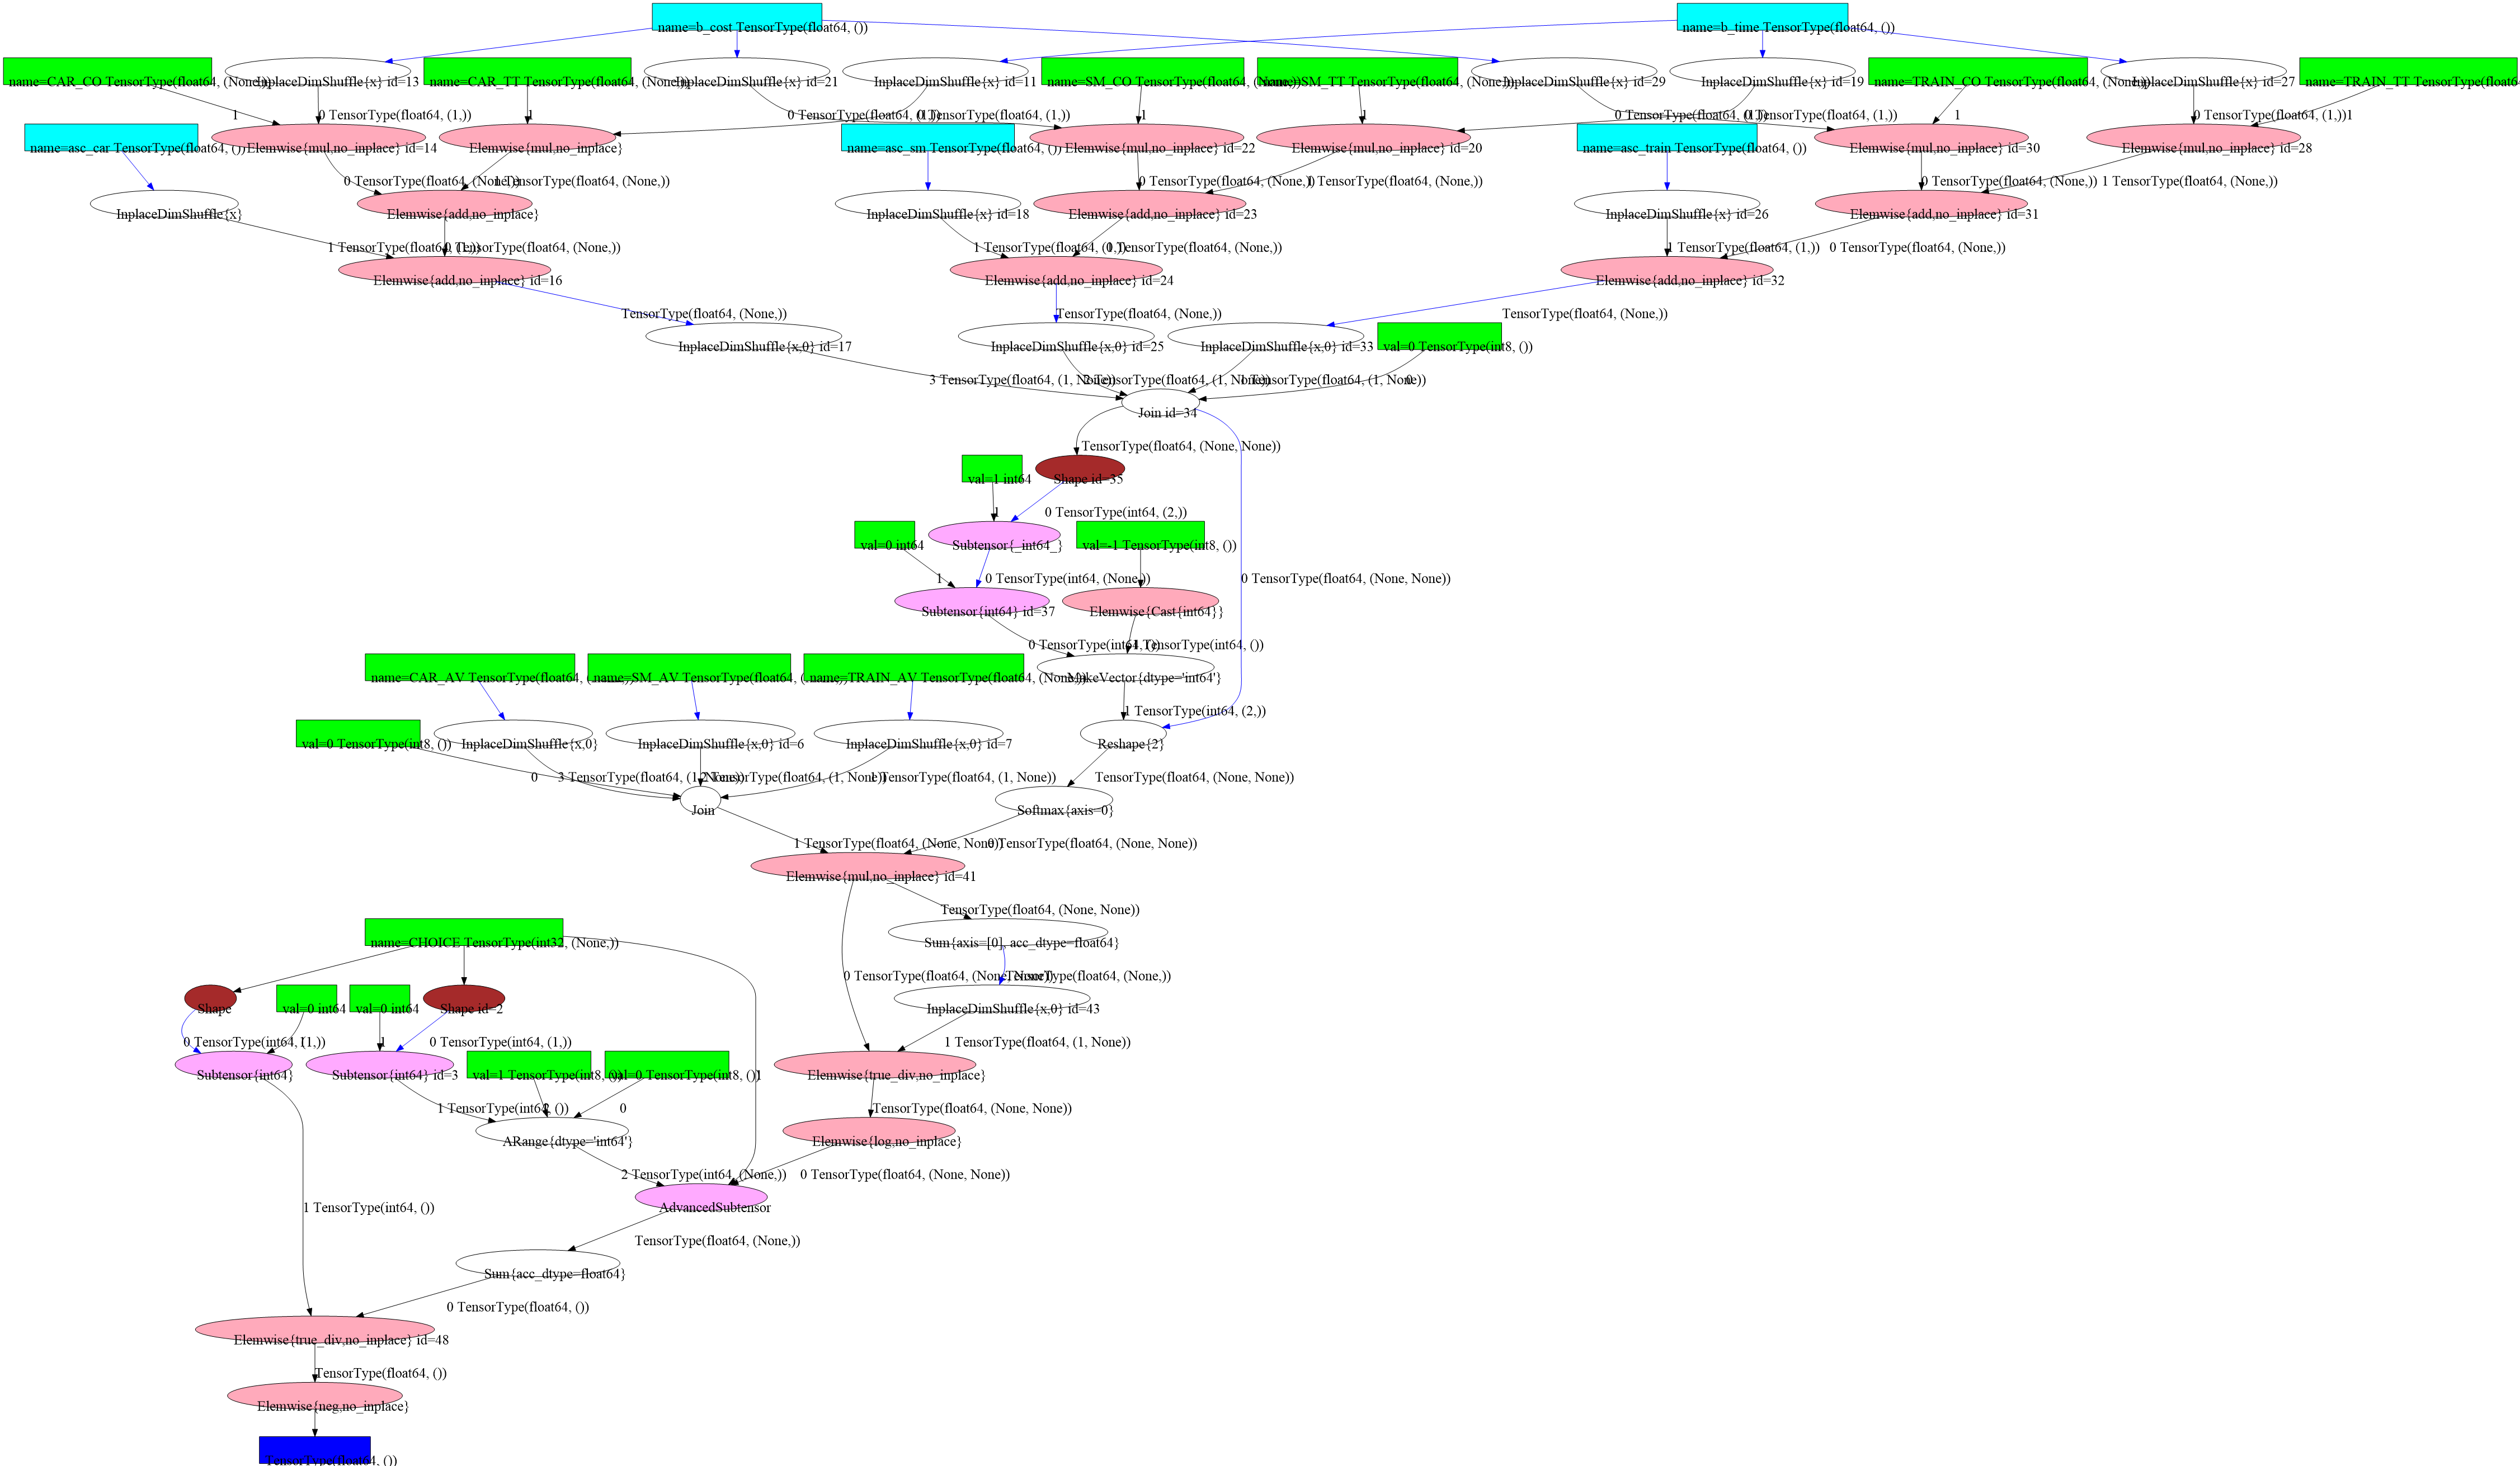 name=b_cost TensorType(float64, ())
name=b_time TensorType(float64, ())
name=CAR_CO TensorType(float64, (None,))
InplaceDimShuffle{x} id=13
name=CAR_TT TensorType(float64, (None,))
InplaceDimShuffle{x} id=21
InplaceDimShuffle{x} id=11
name=SM_CO TensorType(float64, (None,))
name=SM_TT TensorType(float64, (None,))
InplaceDimShuffle{x} id=29
InplaceDimShuffle{x} id=19
name=TRAIN_CO TensorType(float64, (None,))
InplaceDimShuffle{x} id=27
name=TRAIN_TT TensorType(float64
1
0 TensorType(float64, (1,))
1
0 TensorType(float64, (1,))
0 TensorType(float64, (1,))
1
1
0 TensorType(float64, (1,))
0 TensorType(float64, (1,))
1
0 TensorType(float64, (1,))
1
name=asc_car TensorType(float64, ())
Elemwise{mul,no_inplace} id=14
Elemwise{mul,no_inplace}
name=asc_sm TensorType(float64, ())
Elemwise{mul,no_inplace} id=22
Elemwise{mul,no_inplace} id=20
name=asc_train TensorType(float64, ())
Elemwise{mul,no_inplace} id=30
Elemwise{mul,no_inplace} id=28
0 TensorType(float64, (None,))
1 TensorType(float64, (None,))
0 TensorType(float64, (None,))
1 TensorType(float64, (None,))
0 TensorType(float64, (None,))
1 TensorType(float64, (None,))
InplaceDimShuffle{x}
Elemwise{add,no_inplace}
InplaceDimShuffle{x} id=18
Elemwise{add,no_inplace} id=23
InplaceDimShuffle{x} id=26
Elemwise{add,no_inplace} id=31
1 TensorType(float64, (1,))
0 TensorType(float64, (None,))
1 TensorType(float64, (1,))
0 TensorType(float64, (None,))
1 TensorType(float64, (1,))
0 TensorType(float64, (None,))
Elemwise{add,no_inplace} id=16
Elemwise{add,no_inplace} id=24
Elemwise{add,no_inplace} id=32
TensorType(float64, (None,))
TensorType(float64, (None,))
TensorType(float64, (None,))
InplaceDimShuffle{x,0} id=17
InplaceDimShuffle{x,0} id=25
InplaceDimShuffle{x,0} id=33
val=0 TensorType(int8, ())
3 TensorType(float64, (1, None))
2 TensorType(float64, (1, None))
1 TensorType(float64, (1, None))
0
Join id=34
TensorType(float64, (None, None))
val=1 int64
Shape id=35
1
0 TensorType(int64, (2,))
val=0 int64
Subtensor{_int64_}
val=-1 TensorType(int8, ())
1
0 TensorType(int64, (None,))
0 TensorType(float64, (None, None))
Subtensor{int64} id=37
Elemwise{Cast{int64}}
0 TensorType(int64, ())
1 TensorType(int64, ())
name=CAR_AV TensorType(float64, (None,))
name=SM_AV TensorType(float64, (None,))
name=TRAIN_AV TensorType(float64, (None,))
MakeVector{dtype='int64'}
1 TensorType(int64, (2,))
val=0 TensorType(int8, ())
InplaceDimShuffle{x,0}
InplaceDimShuffle{x,0} id=6
InplaceDimShuffle{x,0} id=7
Reshape{2}
0
3 TensorType(float64, (1, None))
2 TensorType(float64, (1, None))
1 TensorType(float64, (1, None))
TensorType(float64, (None, None))
Join
Softmax{axis=0}
1 TensorType(float64, (None, None))
0 TensorType(float64, (None, None))
Elemwise{mul,no_inplace} id=41
TensorType(float64, (None, None))
name=CHOICE TensorType(int32, (None,))
Sum{axis=[0], acc_dtype=float64}
0 TensorType(float64, (None, None))
TensorType(float64, (None,))
Shape
val=0 int64
val=0 int64
Shape id=2
InplaceDimShuffle{x,0} id=43
0 TensorType(int64, (1,))
1
1
0 TensorType(int64, (1,))
1 TensorType(float64, (1, None))
Subtensor{int64}
Subtensor{int64} id=3
val=1 TensorType(int8, ())
val=0 TensorType(int8, ())
1
Elemwise{true_div,no_inplace}
1 TensorType(int64, ())
2
0
TensorType(float64, (None, None))
ARange{dtype='int64'}
Elemwise{log,no_inplace}
2 TensorType(int64, (None,))
0 TensorType(float64, (None, None))
1 TensorType(int64, ())
AdvancedSubtensor
TensorType(float64, (None,))
Sum{acc_dtype=float64}
0 TensorType(float64, ())
Elemwise{true_div,no_inplace} id=48
TensorType(float64, ())
Elemwise{neg,no_inplace}
TensorType(float64, ())